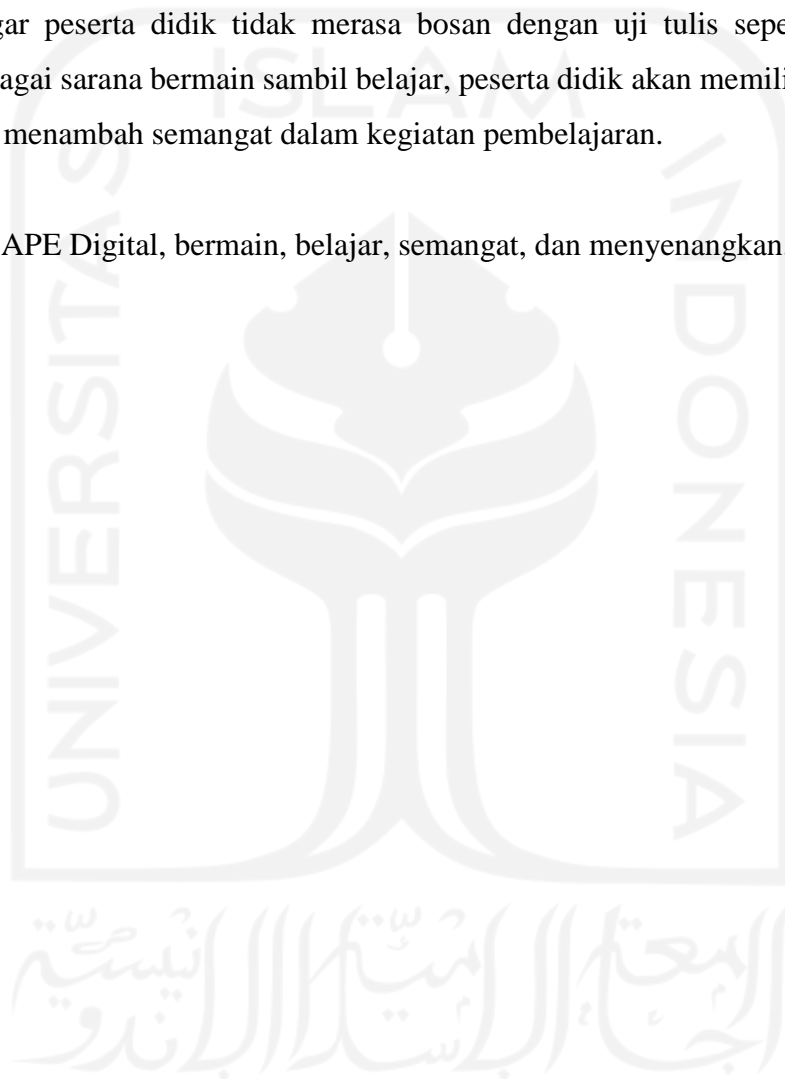 gar peserta didik tidak merasa bosan dengan uji tulis sepe
agai sarana bermain sambil belajar, peserta didik akan memili
menambah semangat dalam kegiatan pembelajaran.
APE Digital, bermain, belajar, semangat, dan menyenangkan.
ISLAM
UNIVERSITAS
INDONESIA